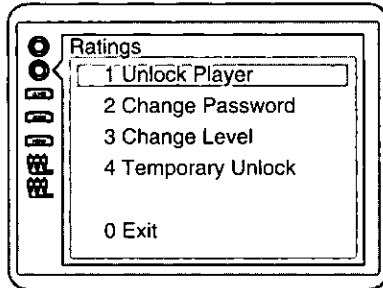 Ratings
1 Unlock Player
2 Change Password
3 Change Level
4 Temporary Unlock
0 Exit